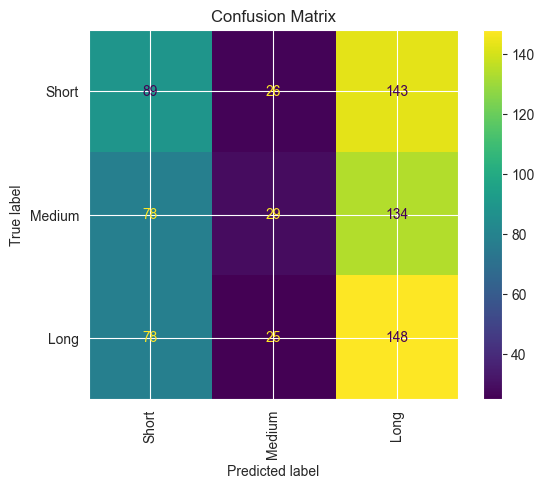 Confusion Matrix
Short 89 26 143
Medium 78 29 134
Long 78 25 148
True label
Short Medium Long
Predicted label
140
120
100
80
60
40